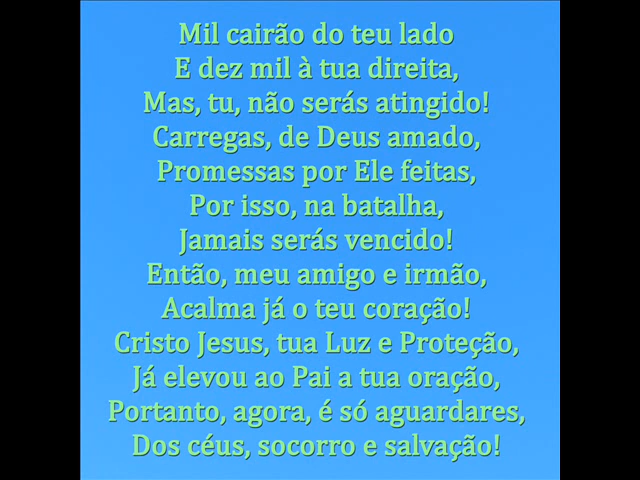 Mil cairão do teu lado
E dez mil à tua direita,
Mas, tu, não serás atingido!
Carregas, de Deus amado,
Promessas por Ele feitas,
Por isso, na batalha,
Jamais serás vencido!
Então, meu amigo e irmão,
Acalma já o teu coração!
Cristo Jesus, tua Luz e Proteção,
Já elevou ao Pai a tua oração,
Portanto, agora, é só aguardares,
Dos céus, socorro e salvação!